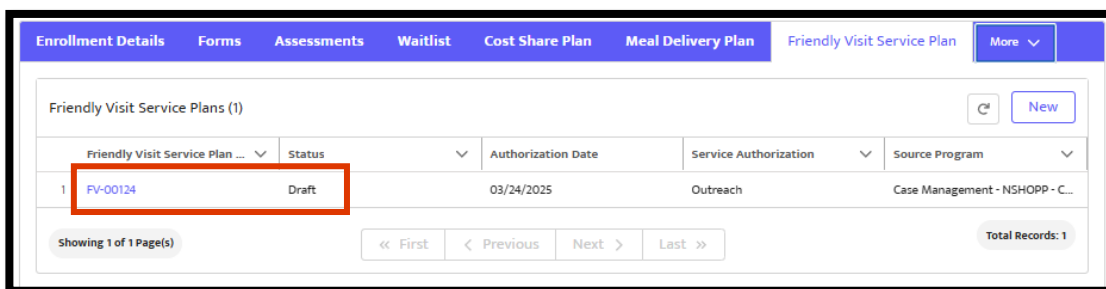 Enrollment Details Forms Assessments Waitlist Cost Share Plan Meal Delivery Plan Friendly Visit Service Plan More
Friendly Visit Service Plans (1) New
Friendly Visit Service Plan ... Status Authorization Date Service Authorization Source Program
1 FV-00124 Draft 03/24/2025 Outreach Case Management - NSHOPP - C...
Showing 1 of 1 Page(s) « First < Previous Next > Last » Total Records: 1